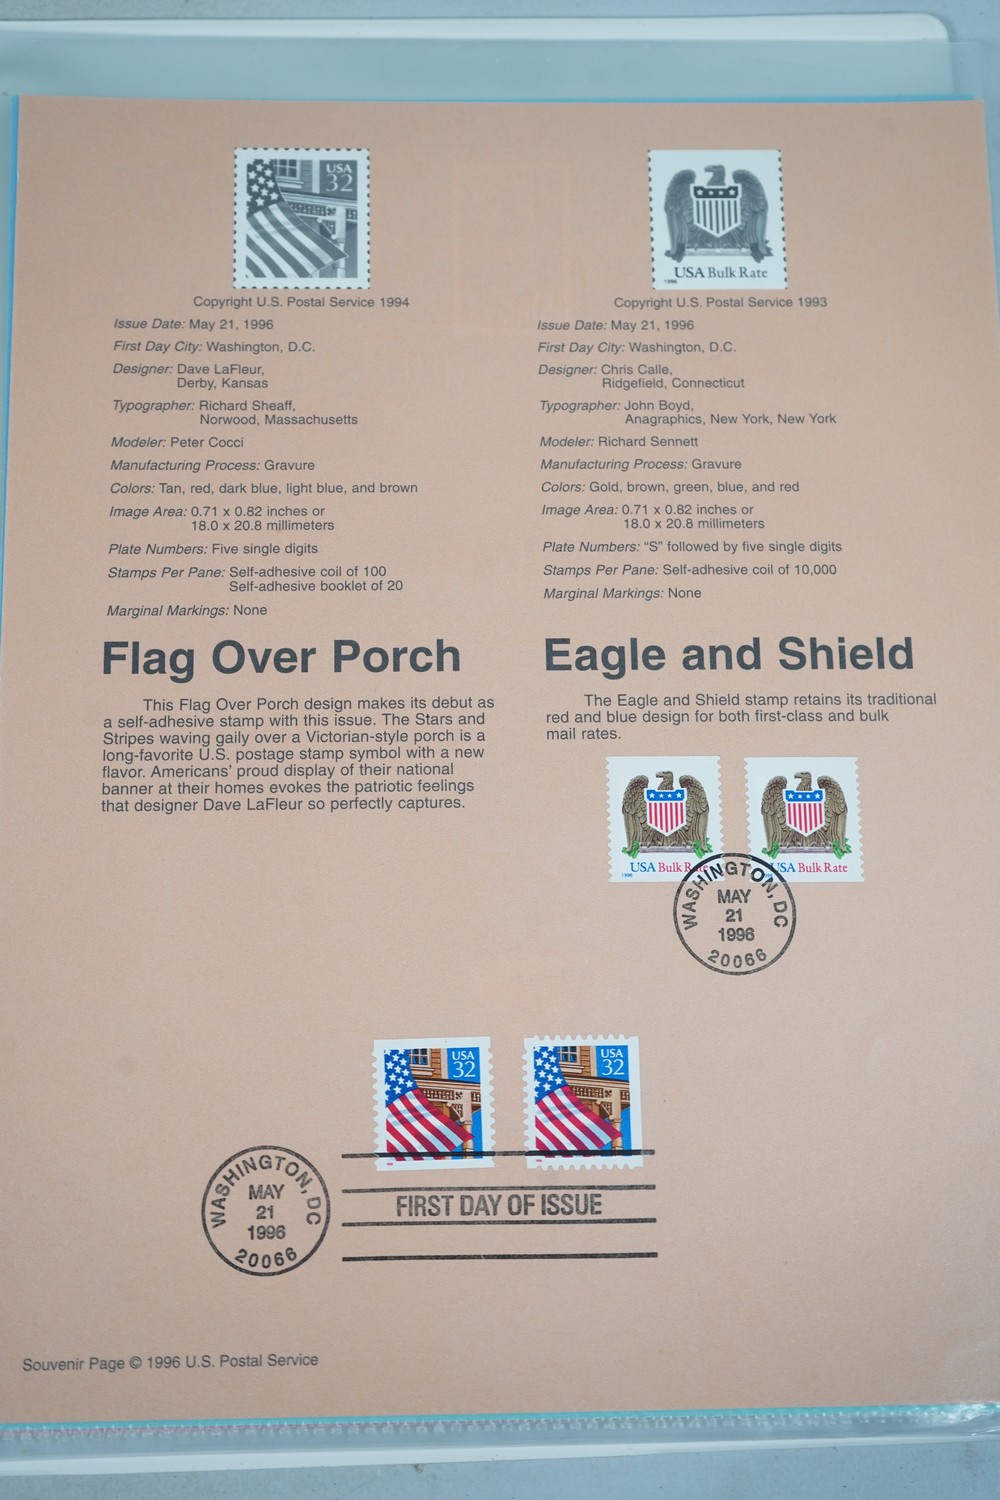 USA
32
Copyright U.S. Postal Service 1994
Issue Date: May 21, 1996
First Day City: Washington, D.C.
Designer: Dave LaFleur,
Derby, Kansas
Typographer: Richard Sheaff,
Norwood, Massachusetts
Modeler: Peter Cocci
Manufacturing Process: Gravure
Colors: Tan, red, dark blue, light blue, and brown
Image Area: 0.71 x 0.82 inches or
18.0 x 20.8 millimeters
Plate Numbers: Five single digits
Stamps Per Pane: Self-adhesive coil of 100
Self-adhesive booklet of 20
Marginal Markings: None
Flag Over Porch
This Flag Over Porch design makes its debut as
a self-adhesive stamp with this issue. The Stars and
Stripes waving gaily over a Victorian-style porch is a
long-favorite U.S. postage stamp symbol with a new
flavor. Americans' proud display of their national
banner at their homes evokes the patriotic feelings
that designer Dave LaFleur so perfectly captures.
USA Bulk Rate
1996
Copyright U.S. Postal Service 1993
Issue Date: May 21, 1996
First Day City: Washington, D.C.
Designer: Chris Calle,
Ridgefield, Connecticut
Typographer: John Boyd,
Anagraphics, New York, New York
Modeler: Richard Sennett
Manufacturing Process: Gravure
Colors: Gold, brown, green, blue, and red
Image Area: 0.71 x 0.82 inches or
18.0 x 20.8 millimeters
Plate Numbers: "S" followed by five single digits
Stamps Per Pane: Self-adhesive coil of 10,000
Marginal Markings: None
Eagle and Shield
The Eagle and Shield stamp retains its traditional
red and blue design for both first-class and bulk
mail rates.
USA Bulk Rate
1996
USA Bulk Rate
WASHINGTON, DC
MAY
21
1996
20066
USA
32
USA
32
WASHINGTON, DC
MAY
21
1996
20066
FIRST DAY OF ISSUE
Souvenir Page © 1996 U.S. Postal Service